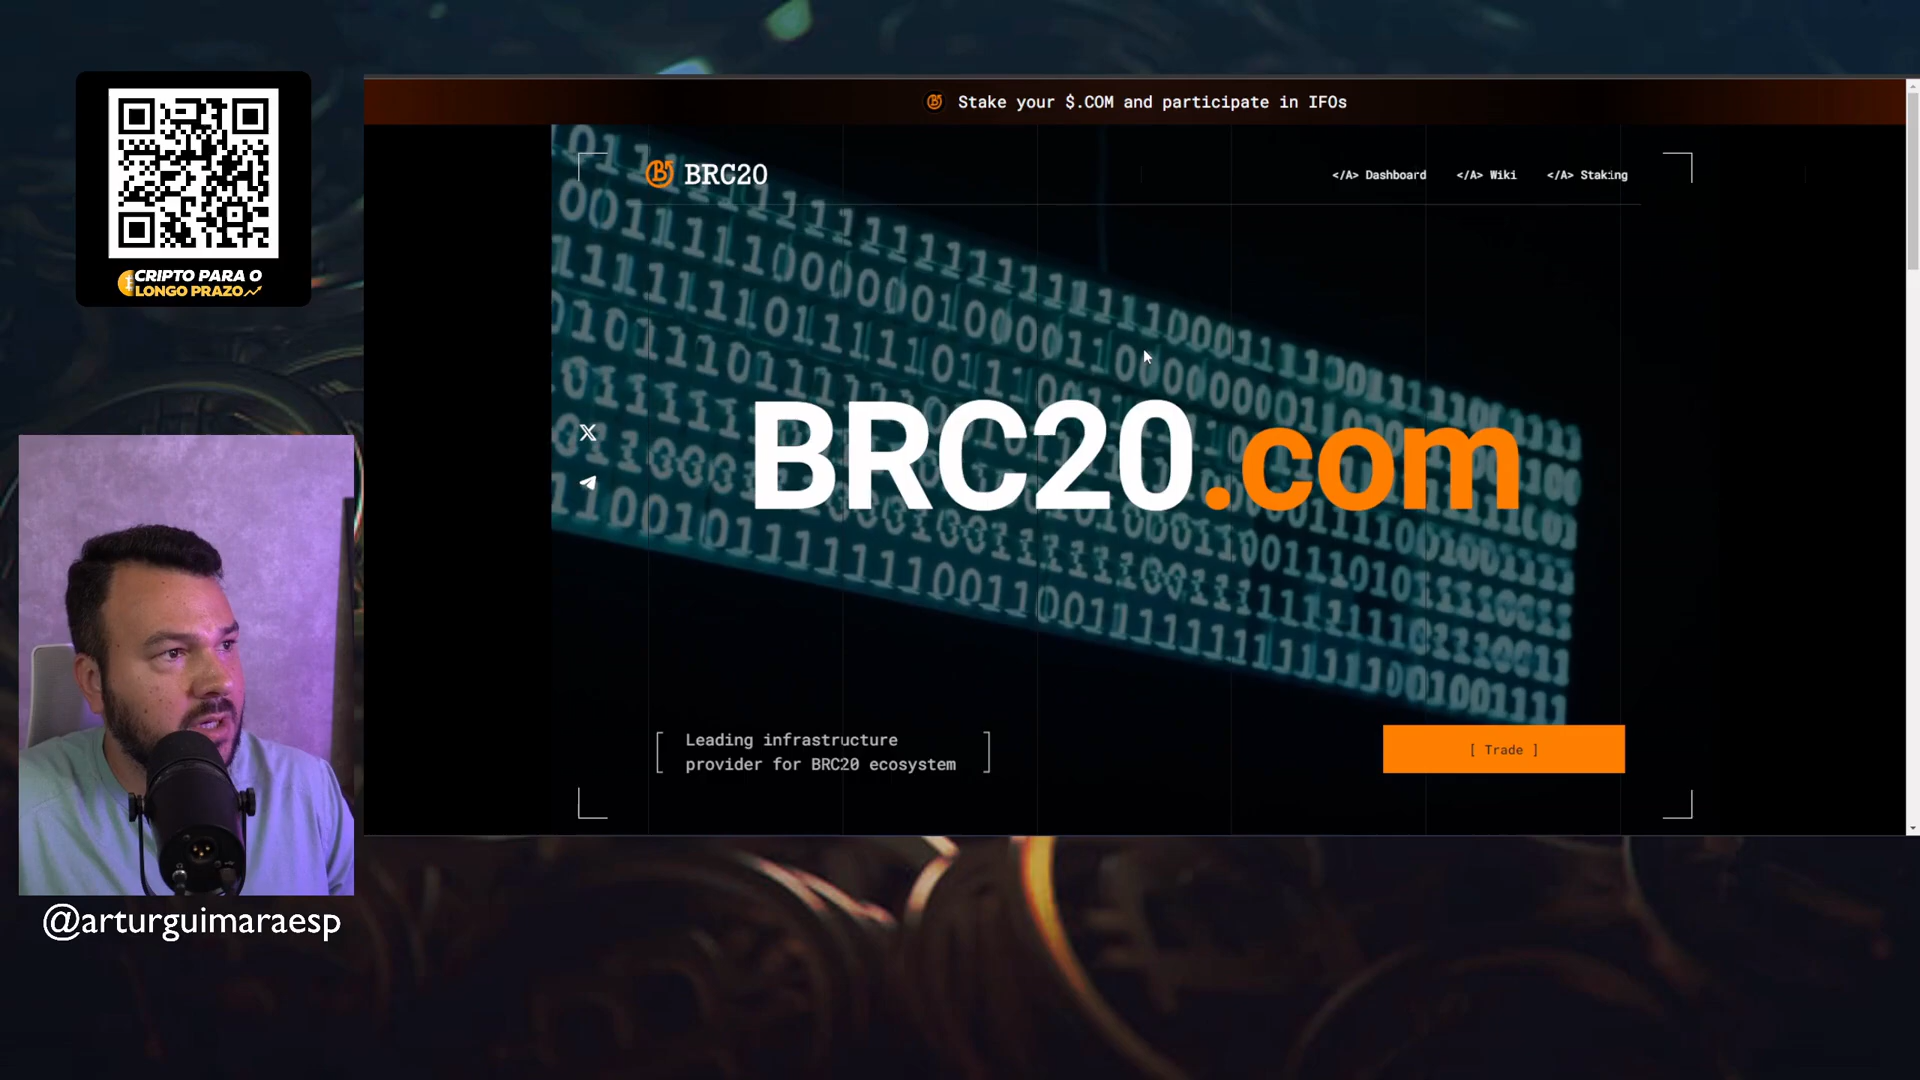 Stake your $.COM and participate in IFOs
BRC20
</A> Dashboard
</A> Wiki
</A> Staking
CRIPTO PARA O
LONGO PRAZO
BRC20.com
Leading infrastructure
provider for BRC20 ecosystem
[ Trade ]
@arturguimaraesp